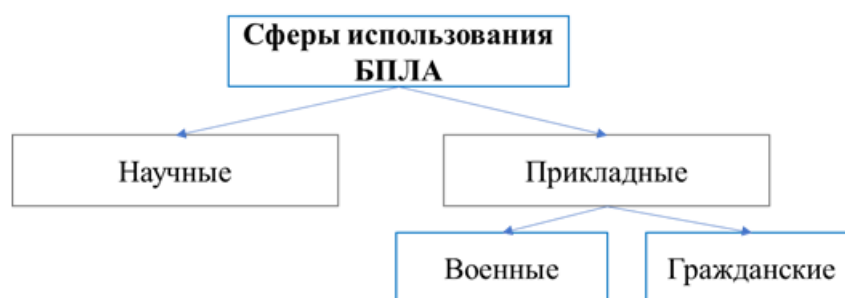 Сферы использования
БПЛА
Научные
Прикладные
Военные
Гражданские